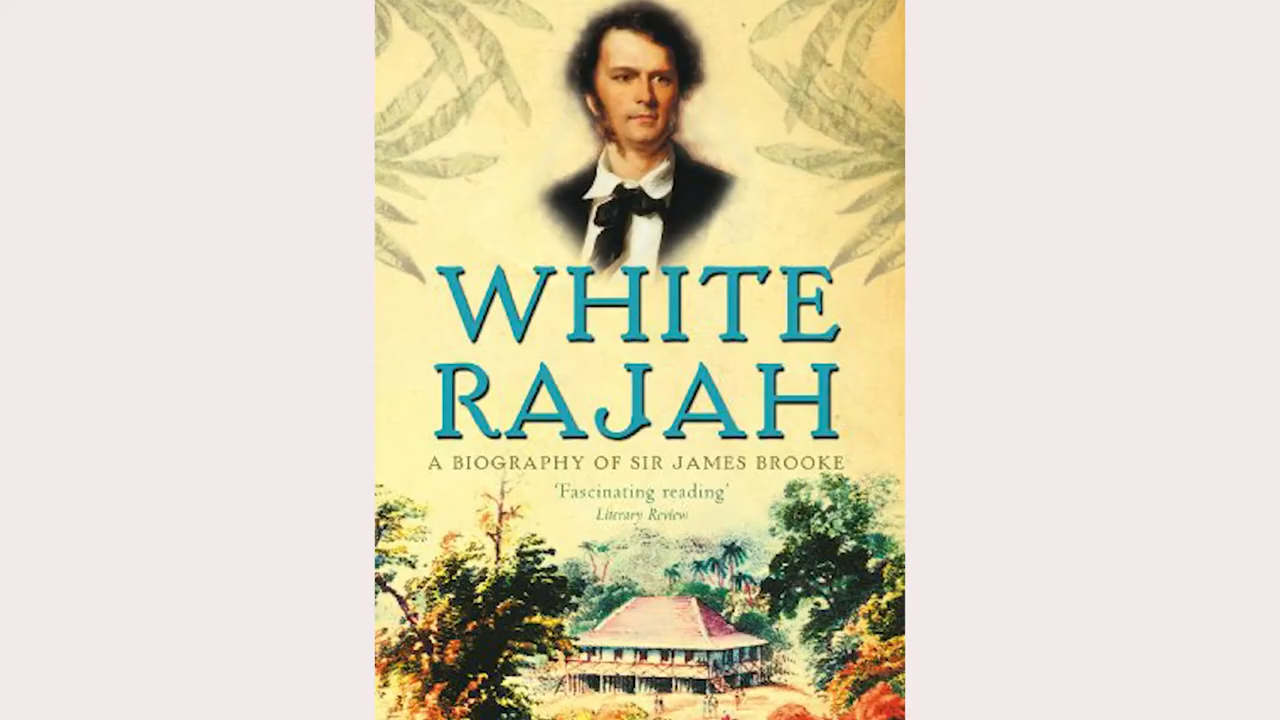 WHITE
RAJAH
A BIOGRAPHY OF SIR JAMES BROOKE
'Fascinating reading'
Literary Review